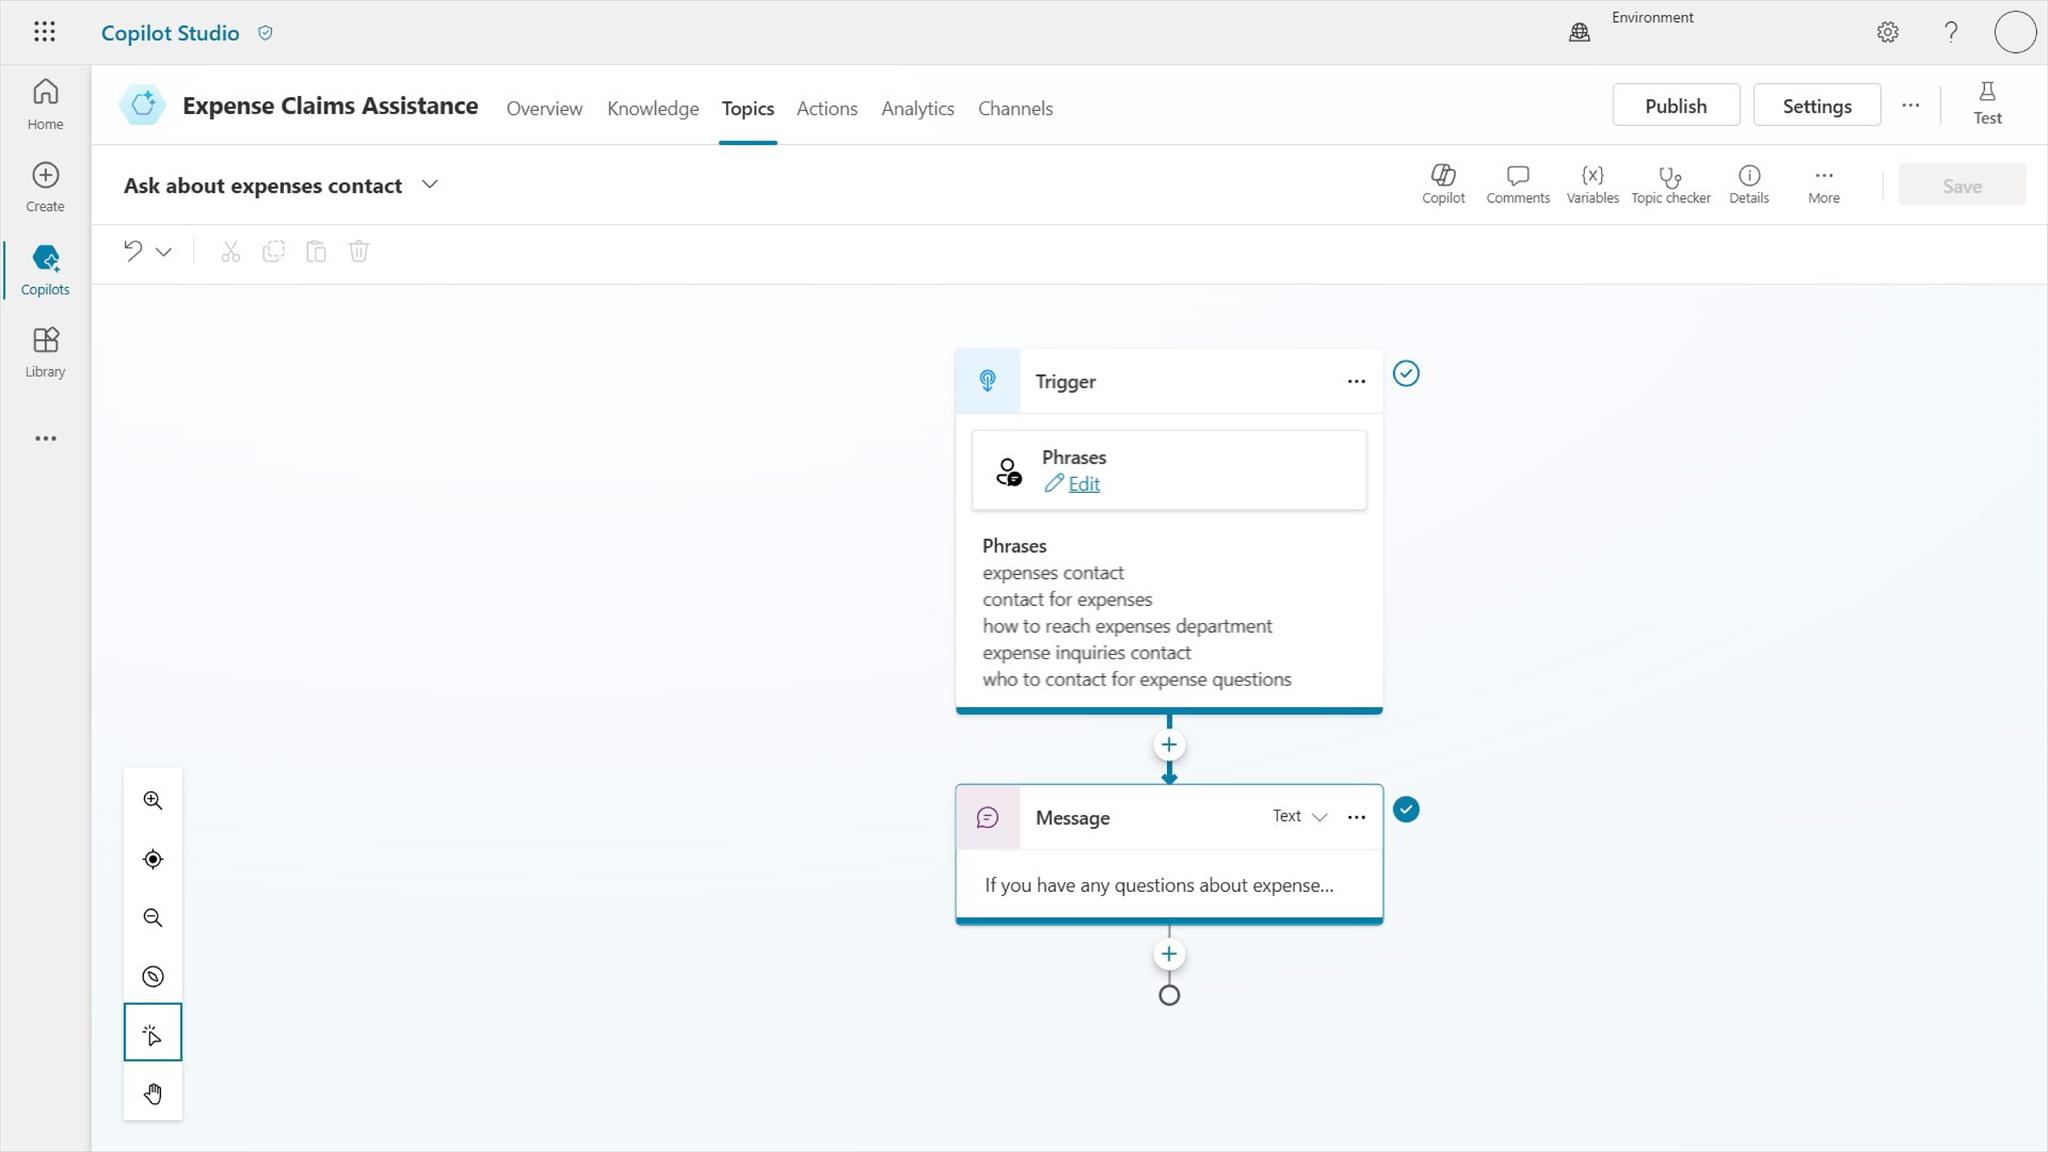 Copilot Studio
Environment
Expense Claims Assistance
Overview
Knowledge
Topics
Actions
Analytics
Channels
Publish
Settings
Test
Home
Create
Copilots
Library
Ask about expenses contact
Copilot
Comments
Variables
Topic checker
Details
More
Save
Trigger
Phrases
Edit
Phrases
expenses contact
contact for expenses
how to reach expenses department
expense inquiries contact
who to contact for expense questions
Message
Text
If you have any questions about expense...